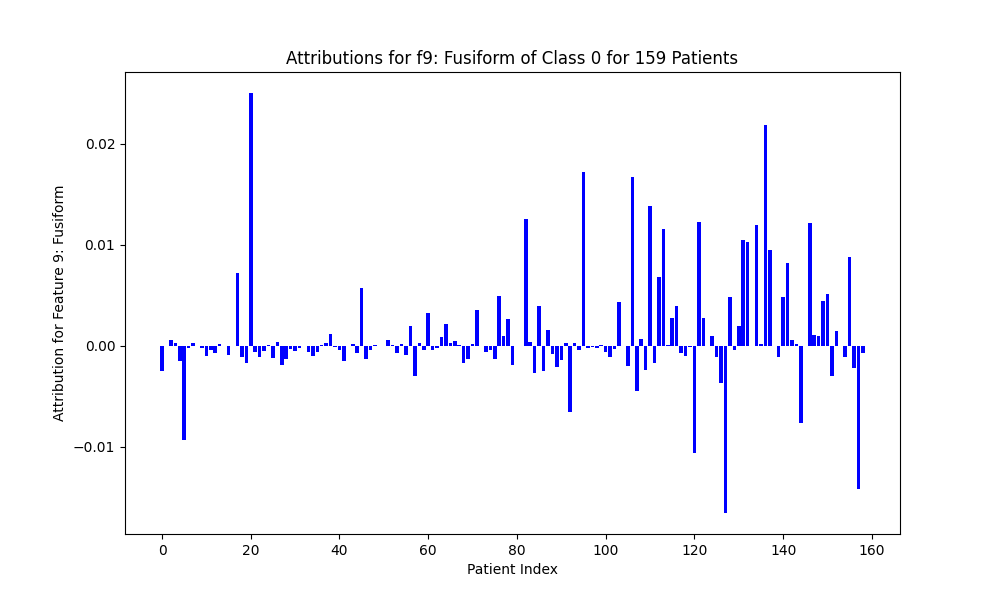 Attributions for f9: Fusiform of Class 0 for 159 Patients
Attribution for Feature 9: Fusiform
0.02
0.01
0.00
−0.01
0 20 40 60 80 100 120 140 160
Patient Index